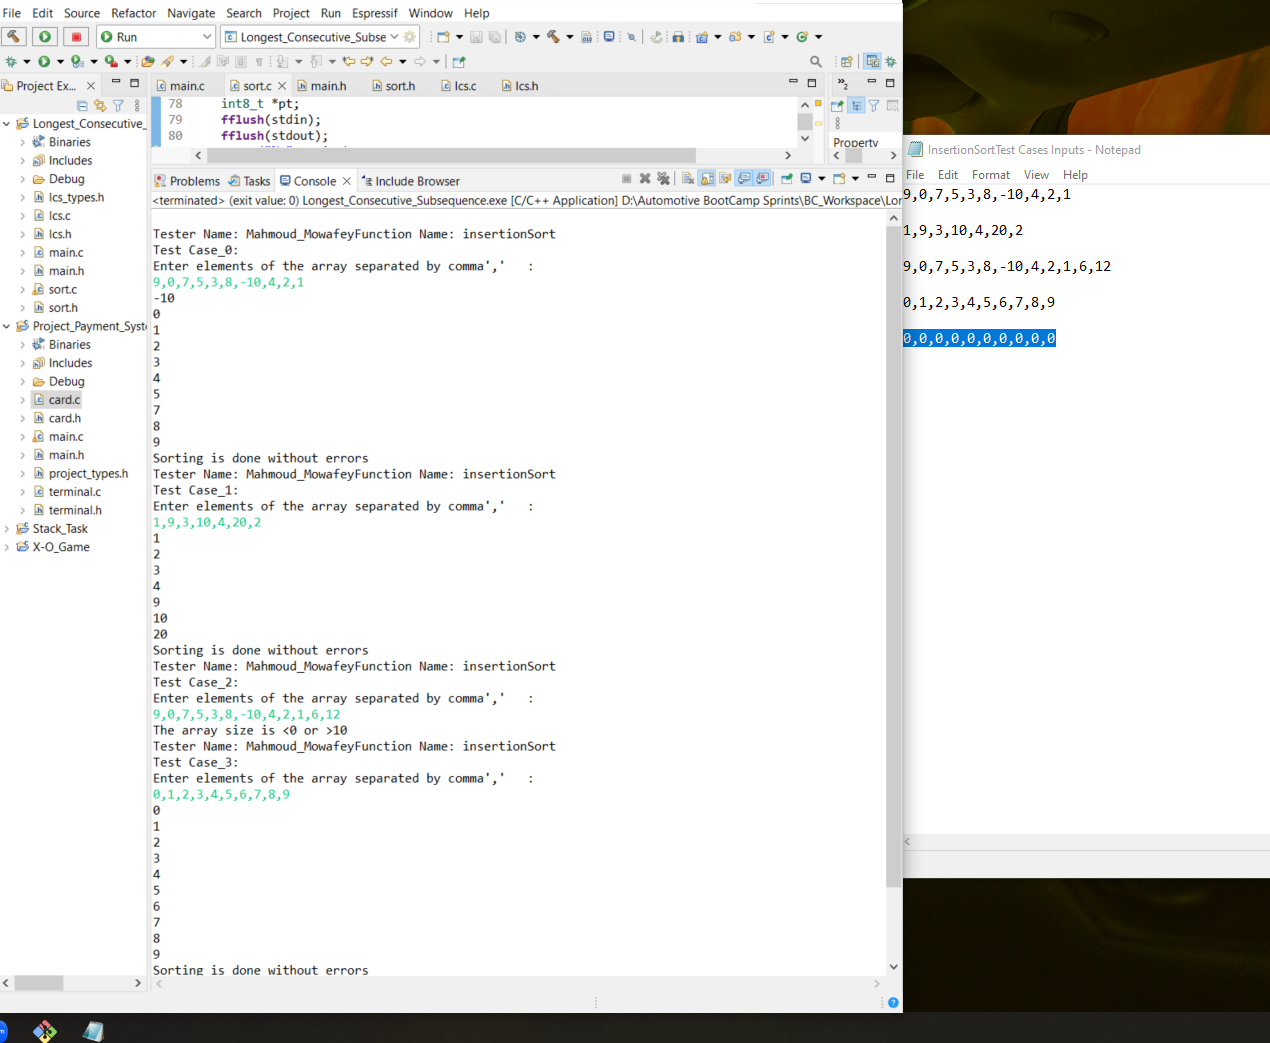 File Edit Source Refactor Navigate Search Project Run Espressif Window Help
Run
Longest_Consecutive_Subse
Project Ex...
main.c
sort.c
main.h
sort.h
lcs.c
lcs.h
2
78 int8_t *pt;
79 fflush(stdin);
80 fflush(stdout);
Property
Longest_Consecutive_
Binaries
Includes
Debug
lcs_types.h
lcs.c
lcs.h
main.c
main.h
sort.c
sort.h
Project_Payment_Syst
Binaries
Includes
Debug
card.c
card.h
main.c
main.h
project_types.h
terminal.c
terminal.h
Stack_Task
X-O_Game
Problems Tasks Console Include Browser
<terminated> (exit value: 0) Longest_Consecutive_Subsequence.exe [C/C++ Application] D:\Automotive BootCamp Sprints\BC_Workspace\Lor
Tester Name: Mahmoud_MowafeyFunction Name: insertionSort
Test Case_0:
Enter elements of the array separated by comma',' :
9,0,7,5,3,8,-10,4,2,1
-10
0
1
2
3
4
5
7
8
9
Sorting is done without errors
Tester Name: Mahmoud_MowafeyFunction Name: insertionSort
Test Case_1:
Enter elements of the array separated by comma',' :
1,9,3,10,4,20,2
1
2
3
4
9
10
20
Sorting is done without errors
Tester Name: Mahmoud_MowafeyFunction Name: insertionSort
Test Case_2:
Enter elements of the array separated by comma',' :
9,0,7,5,3,8,-10,4,2,1,6,12
The array size is <0 or >10
Tester Name: Mahmoud_MowafeyFunction Name: insertionSort
Test Case_3:
Enter elements of the array separated by comma',' :
0,1,2,3,4,5,6,7,8,9
0
1
2
3
4
5
6
7
8
9
Sorting is done without errors
InsertionSortTest Cases Inputs - Notepad
File Edit Format View Help
9,0,7,5,3,8,-10,4,2,1
1,9,3,10,4,20,2
9,0,7,5,3,8,-10,4,2,1,6,12
0,1,2,3,4,5,6,7,8,9
0,0,0,0,0,0,0,0,0,0